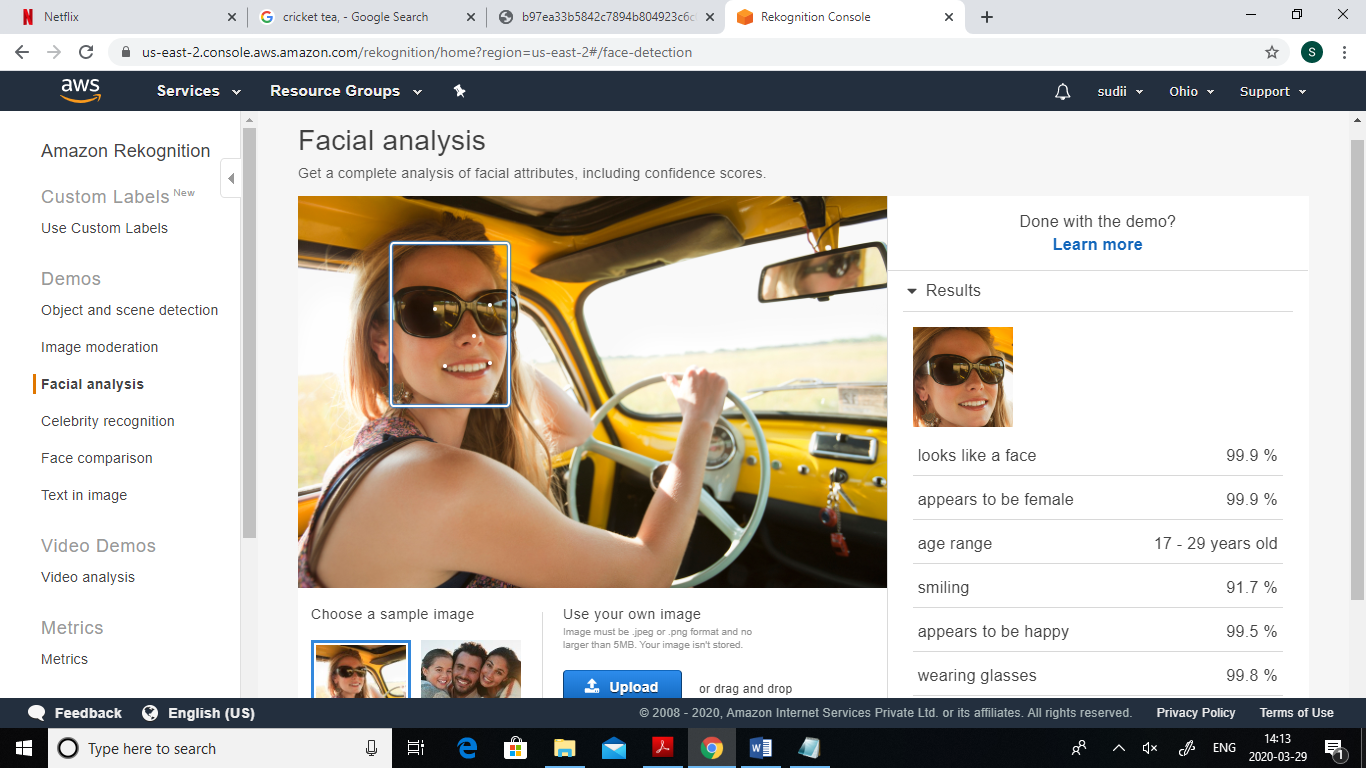 Netflix
cricket tea, - Google Search
b97ea33b5842c7894b804923c6c
Rekognition Console
us-east-2.console.aws.amazon.com/rekognition/home?region=us-east-2#/face-detection
S
aws
Services
Resource Groups
sudii
Ohio
Support
Amazon Rekognition
Custom Labels New
Use Custom Labels
Demos
Object and scene detection
Image moderation
Facial analysis
Celebrity recognition
Face comparison
Text in image
Video Demos
Video analysis
Metrics
Metrics
Facial analysis
Get a complete analysis of facial attributes, including confidence scores.
Choose a sample image
Use your own image
Image must be .jpeg or .png format and no
larger than 5MB. Your image isn't stored.
Upload
or drag and drop
Done with the demo?
Learn more
Results
looks like a face 99.9 %
appears to be female 99.9 %
age range 17 - 29 years old
smiling 91.7 %
appears to be happy 99.5 %
wearing glasses 99.8 %
Feedback
English (US)
© 2008 - 2020, Amazon Internet Services Private Ltd. or its affiliates. All rights reserved.
Privacy Policy
Terms of Use
Type here to search
ENG
14:13
2020-03-29
1